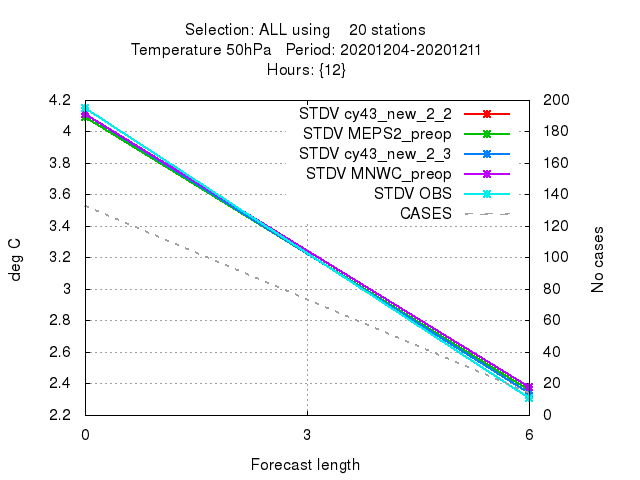 Selection: ALL using    20 stations
Temperature 50hPa   Period: 20201204-20201211
Hours: {12}
4.2
4
3.8
3.6
3.4
3.2
3
2.8
2.6
2.4
2.2
deg C
STDV cy43_new_2_2
STDV MEPS2_preop
STDV cy43_new_2_3
STDV MNWC_preop
STDV OBS
CASES
200
180
160
140
120
100
80
60
40
20
0
No cases
0 3 6
Forecast length